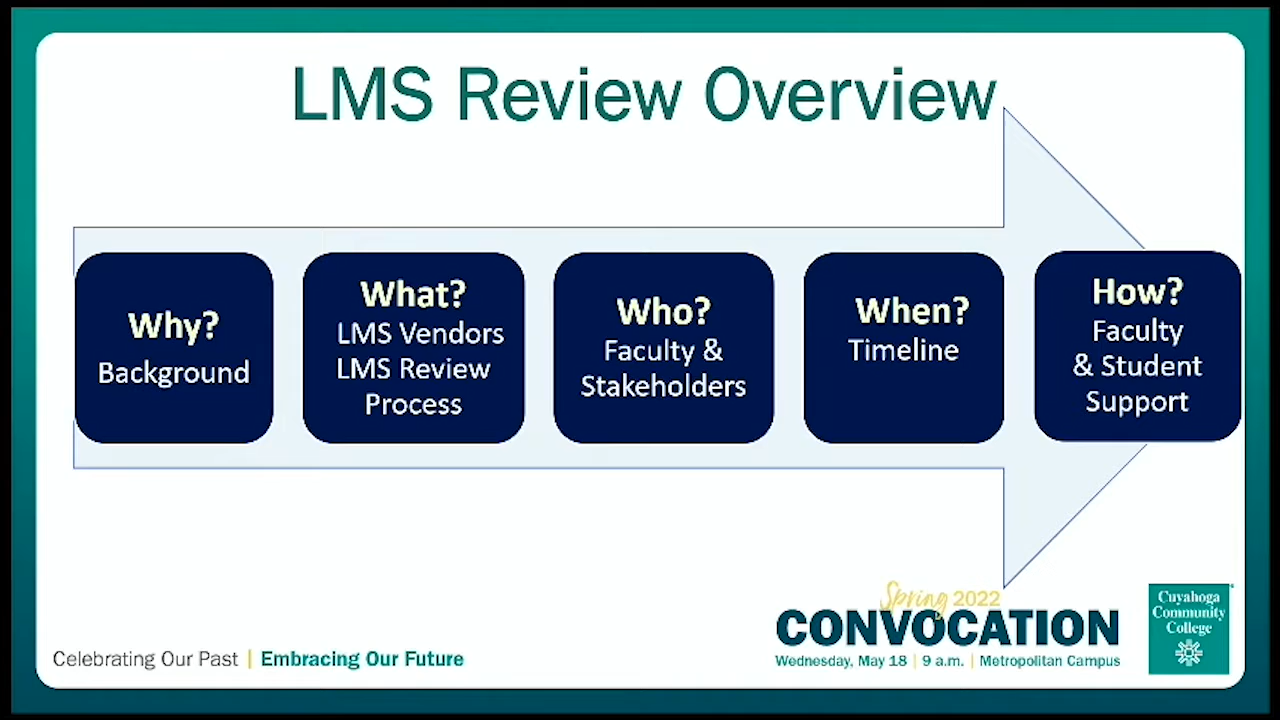 LMS Review Overview
Why?
Background
What?
LMS Vendors
LMS Review
Process
Who?
Faculty &
Stakeholders
When?
Timeline
How?
Faculty
& Student
Support
Celebrating Our Past | Embracing Our Future
Spring 2022
CONVOCATION
Wednesday, May 18 | 9 a.m. | Metropolitan Campus
Cuyahoga
Community
College